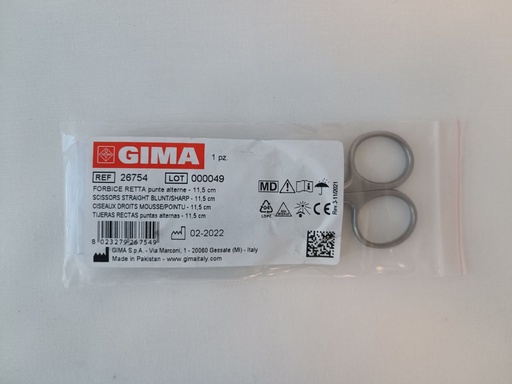 GIMA
1 pz.
REF 26754 LOT 000049
FORBICE RETTA punte alterne - 11,5 cm
SCISSORS STRAIGHT BLUNT/SHARP - 11,5 cm
CISEAUX DROITS MOUSSE/POINTU - 11,5 cm
TIJERAS RECTAS puntas alternas - 11,5 cm
8 023279 267549
02-2022
GIMA S.p.A. - Via Marconi, 1 - 20060 Gessate (MI) - Italy
Made in Pakistan - www.gimaitaly.com
MD
LDPE